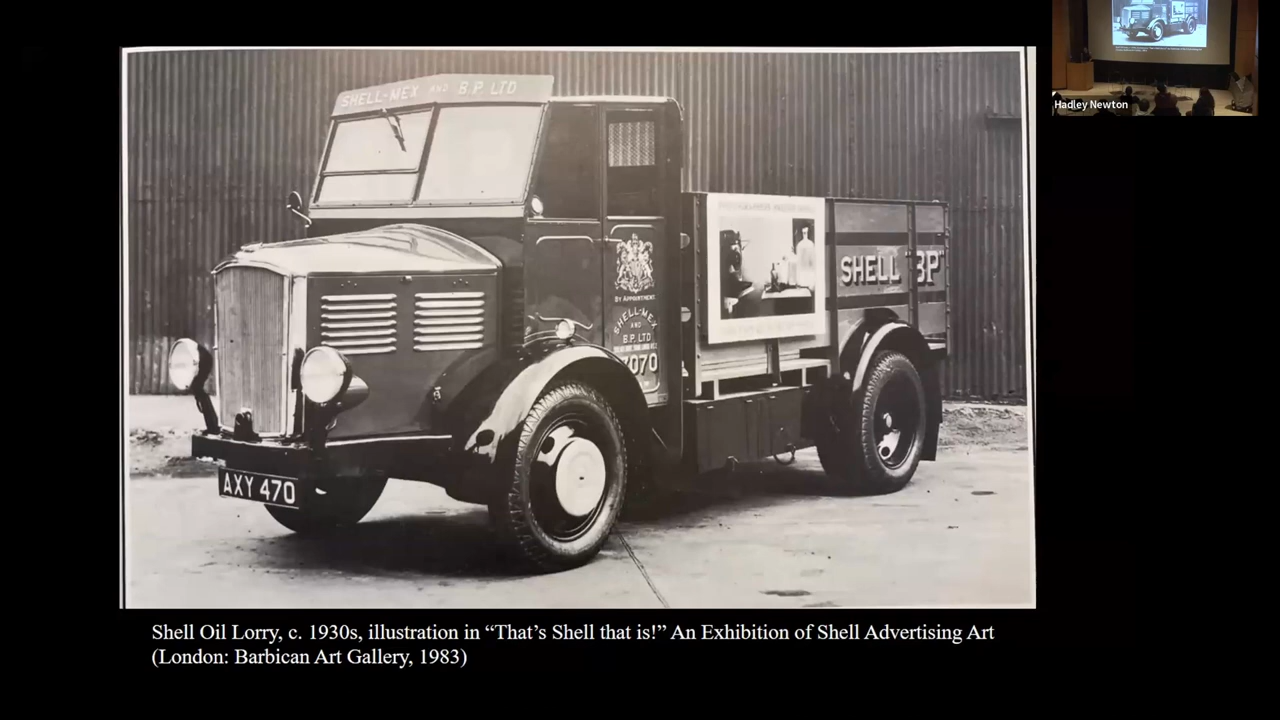 Hadley Newton
SHELL-MEX AND B.P. LTD
BY APPOINTMENT
SHELL-MEX
AND
B.P. LTD
7070
SHELL "BP"
AXY 470
Shell Oil Lorry, c. 1930s, illustration in “That’s Shell that is!” An Exhibition of Shell Advertising Art
(London: Barbican Art Gallery, 1983)